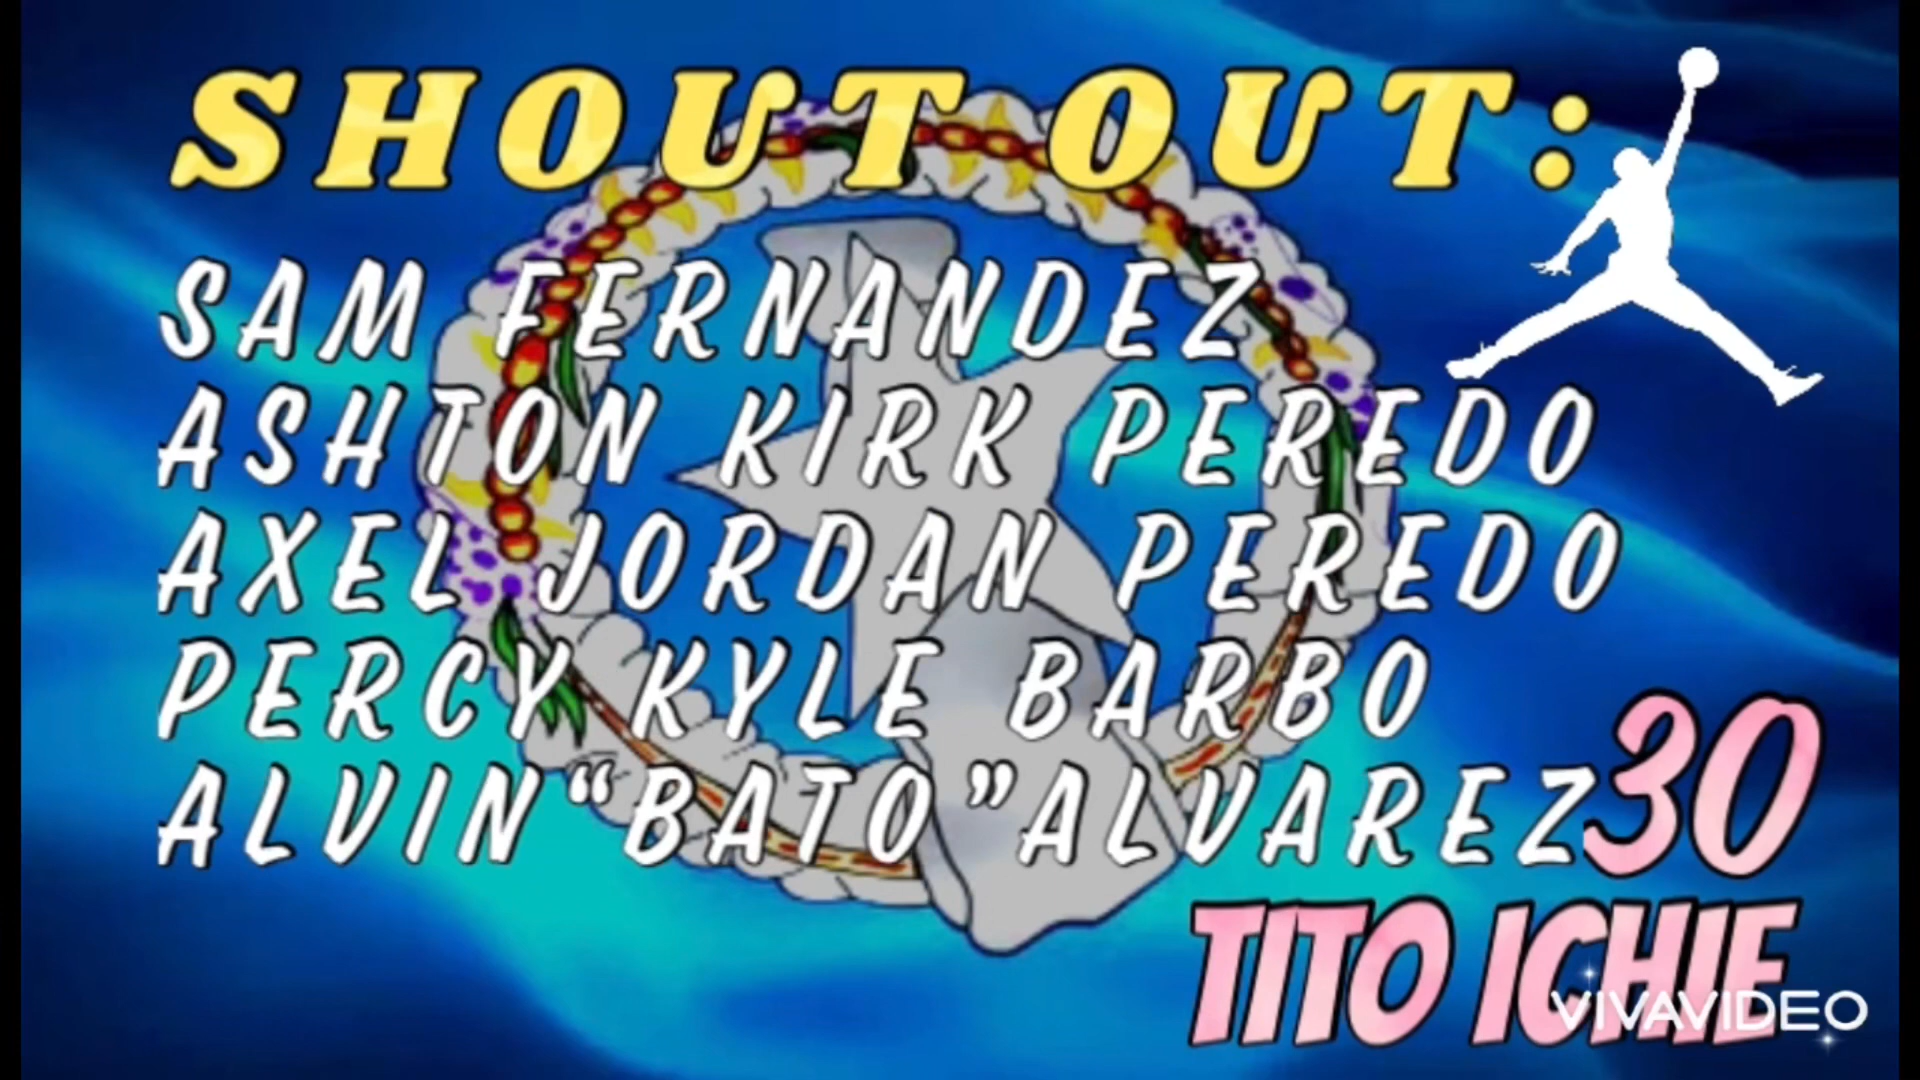 SHOUT OUT:
SAM FERNANDEZ
ASHTON KIRK PEREDO
AXEL JORDAN PEREDO
PERCY KYLE BARBO
ALVIN “BATO” ALVAREZ
30
TITO ICHIE
VIVAVIDEO